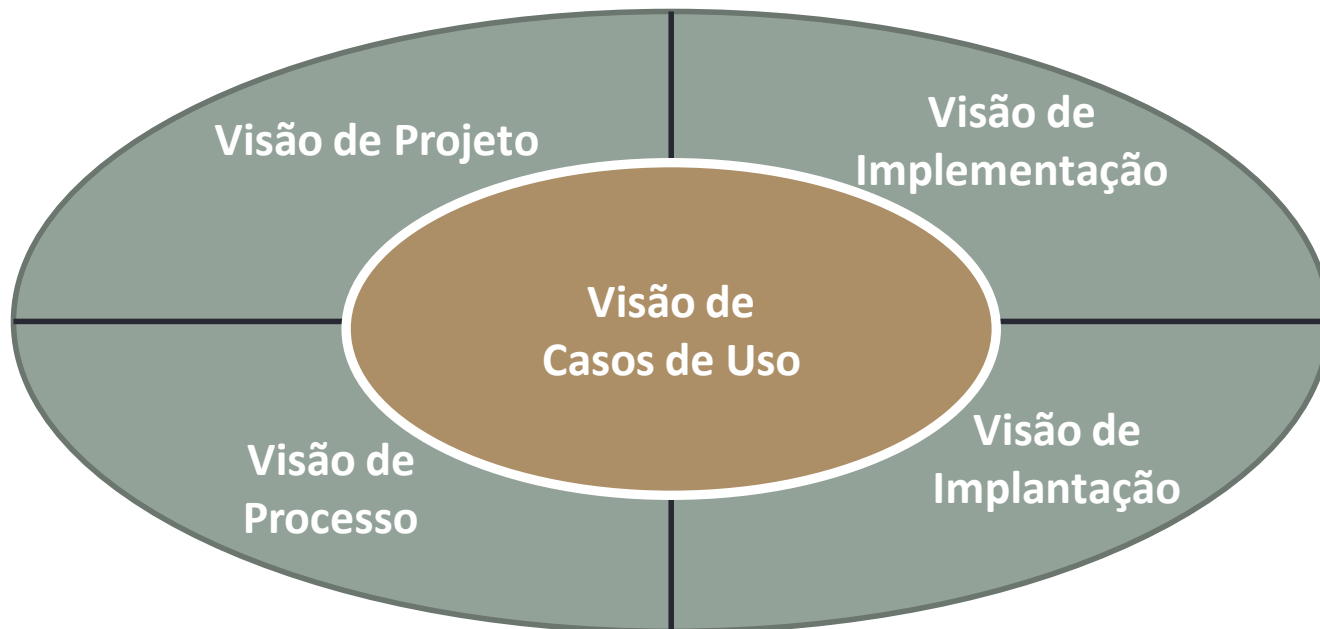 Visão de Projeto
Visão de
Implementação
Visão de
Casos de Uso
Visão de
Processo
Visão de
Implantação